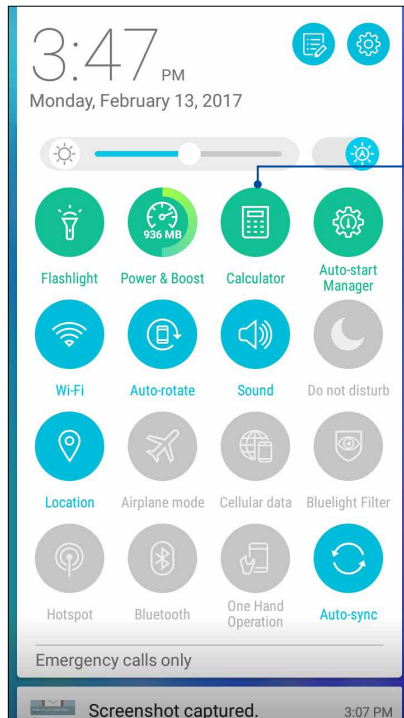 3:47 PM
Monday, February 13, 2017
A
936 MB
Flashlight Power & Boost Calculator Auto-start
Manager
Wi-Fi Auto-rotate Sound Do not disturb
Location Airplane mode Cellular data Bluelight Filter
Hotspot Bluetooth One Hand
Operation Auto-sync
Emergency calls only
Screenshot captured. 3:07 PM